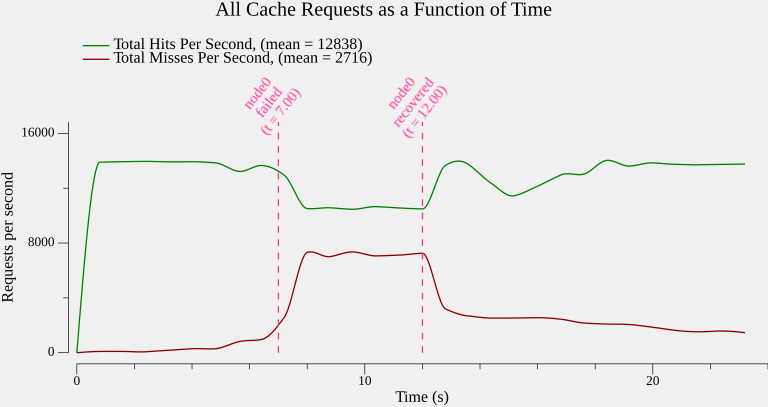 All Cache Requests as a Function of Time
Total Hits Per Second, (mean = 12838)
Total Misses Per Second, (mean = 2716)
node0
failed
(t = 7.00)
node0
recovered
(t = 12.00)
16000
8000
0
Requests per second
0
10
20
Time (s)